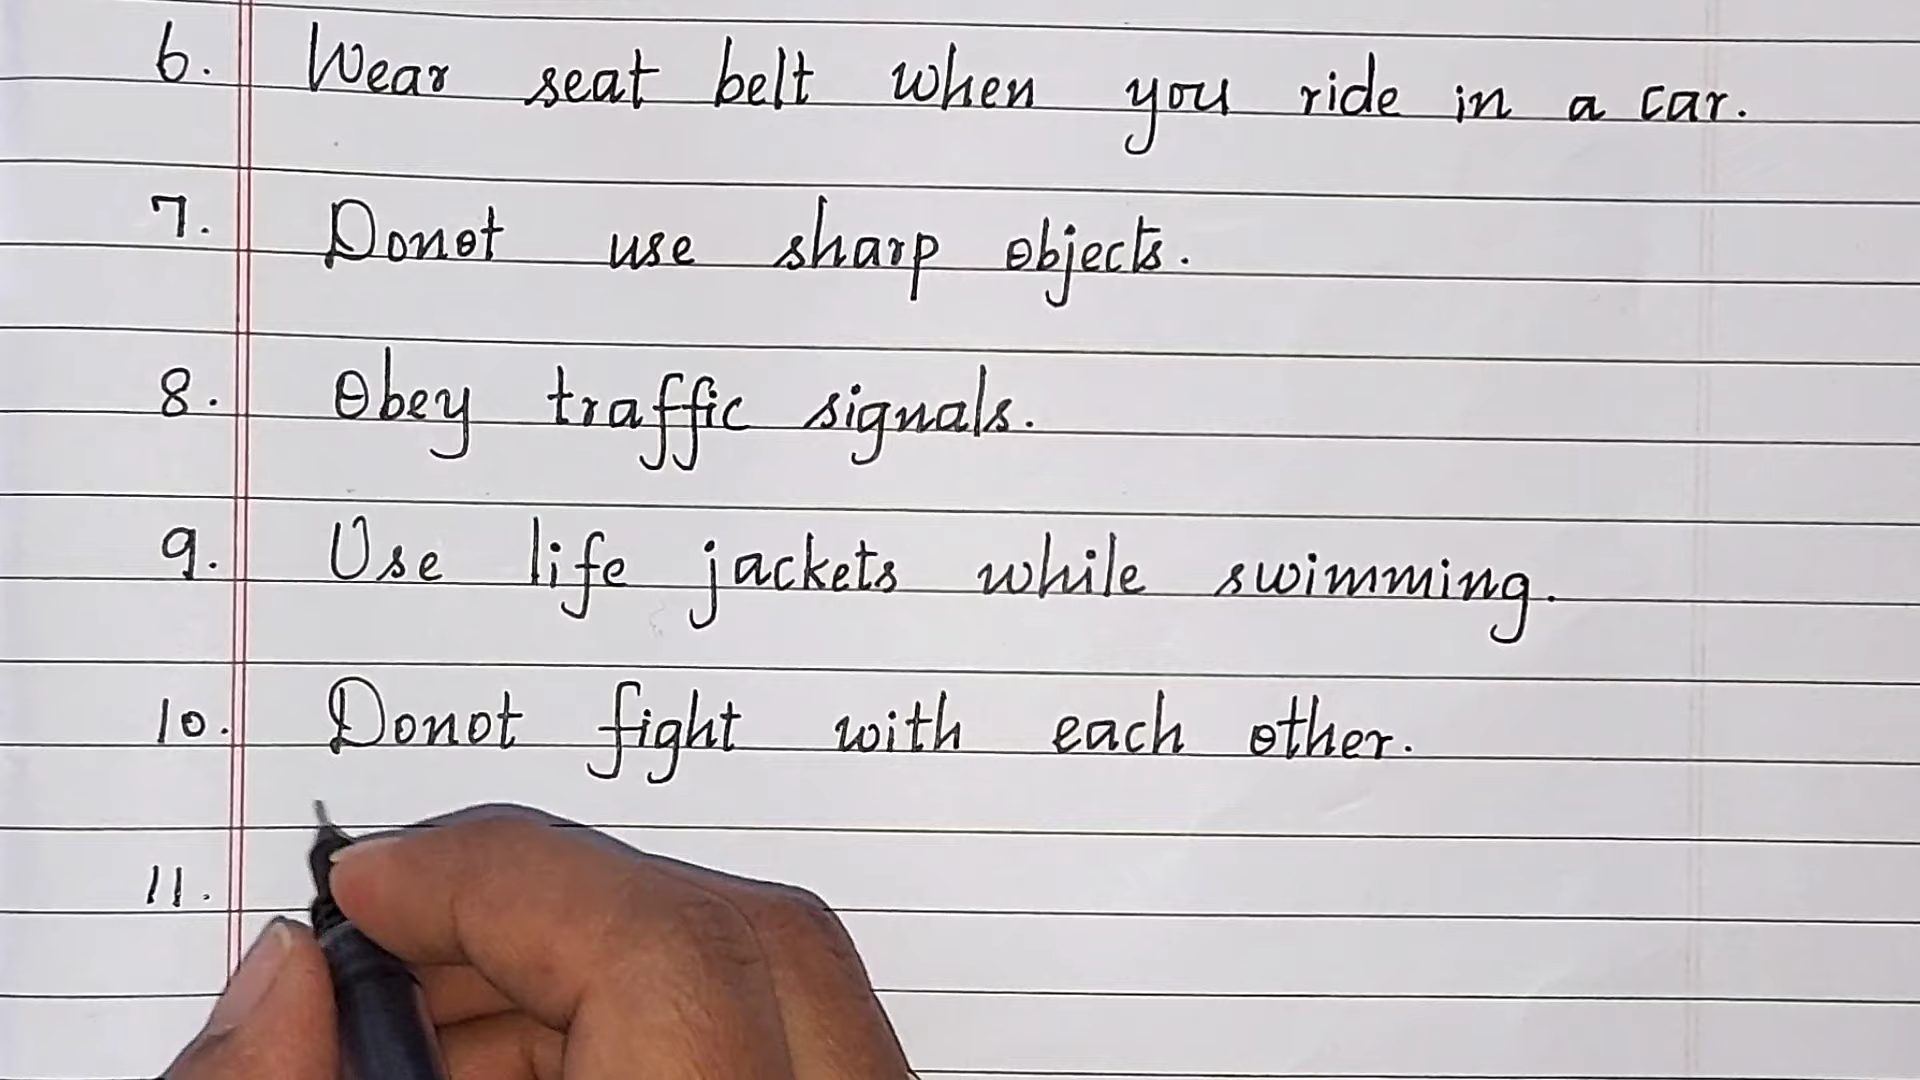 6. Wear seat belt when you ride in a car.
7. Donot use sharp objects.
8. Obey traffic signals.
9. Use life jackets while swimming.
10. Donot fight with each other.
11.